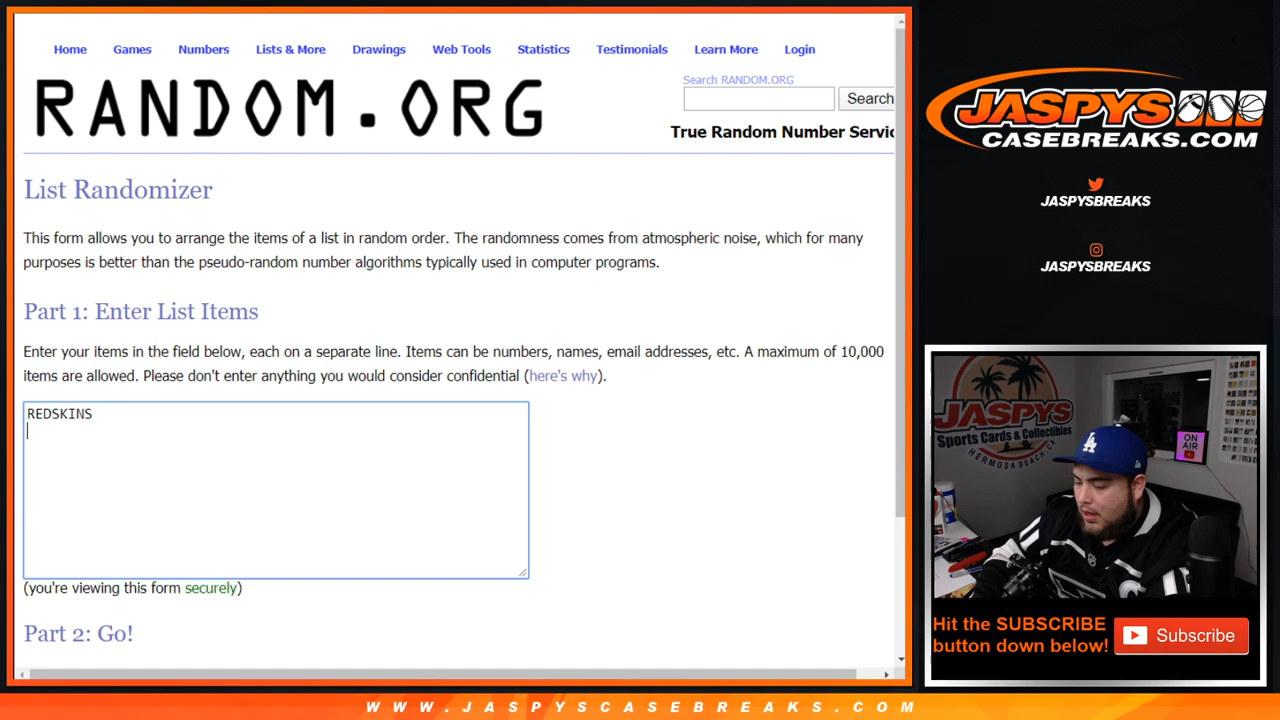 Home Games Numbers Lists & More Drawings Web Tools Statistics Testimonials Learn More Login
RANDOM.ORG
Search RANDOM.ORG
Search
True Random Number Servic
List Randomizer
This form allows you to arrange the items of a list in random order. The randomness comes from atmospheric noise, which for many
purposes is better than the pseudo-random number algorithms typically used in computer programs.
Part 1: Enter List Items
Enter your items in the field below, each on a separate line. Items can be numbers, names, email addresses, etc. A maximum of 10,000
items are allowed. Please don't enter anything you would consider confidential (here's why).
REDSKINS
(you're viewing this form securely)
Part 2: Go!
JASPYS
CASEBREAKS.COM
JASPYSBREAKS
JASPYSBREAKS
JASPYS
Sports Cards & Collectibles
HERMOSA BEACH, CA
ON
AIR
LA
Hit the SUBSCRIBE
button down below!
Subscribe
WWW.JASPYSCASEBREAKS.COM